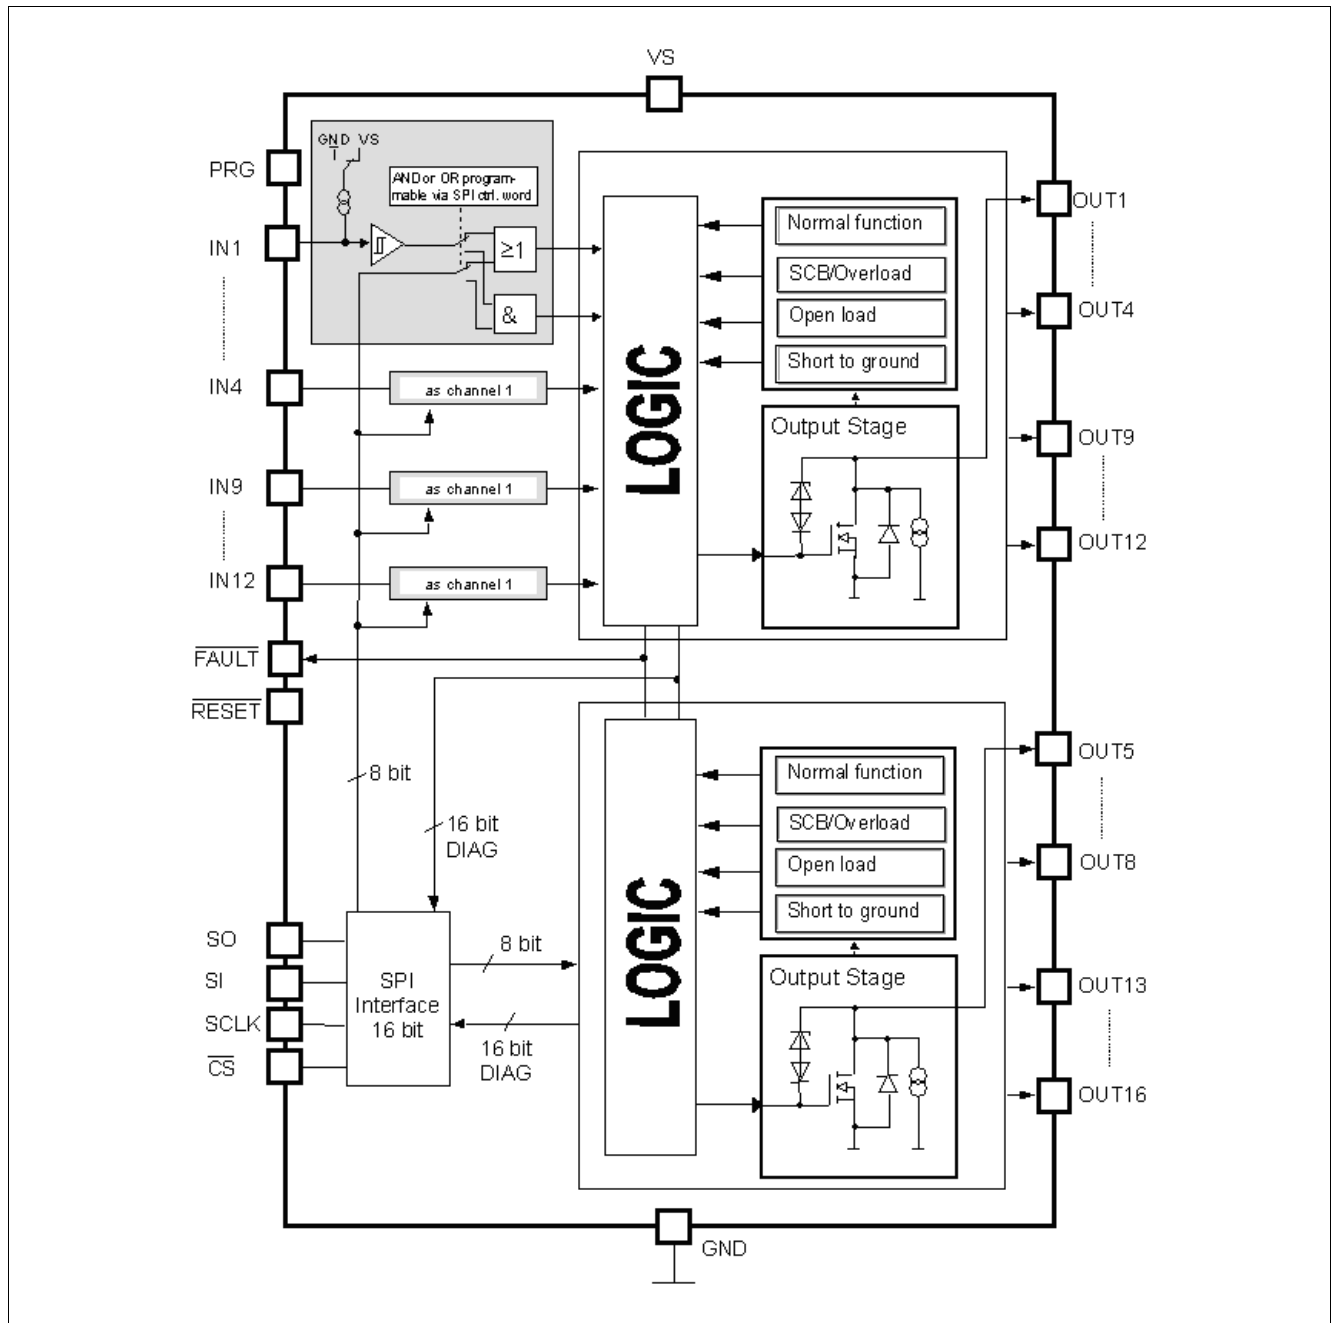 VS
PRG
GND VS
AND or OR program-
mable via SPI ctrl. word
IN1
≥1
&
IN4
as channel 1
IN9
as channel 1
IN12
as channel 1
FAULT
RESET
LOGIC
Normal function
SCB/Overload
Open load
Short to ground
Output Stage
OUT1
OUT4
OUT9
OUT12
8 bit
16 bit
DIAG
SO
SI
SCLK
CS
SPI
Interface
16 bit
8 bit
16 bit
DIAG
LOGIC
Normal function
SCB/Overload
Open load
Short to ground
Output Stage
OUT5
OUT8
OUT13
OUT16
GND